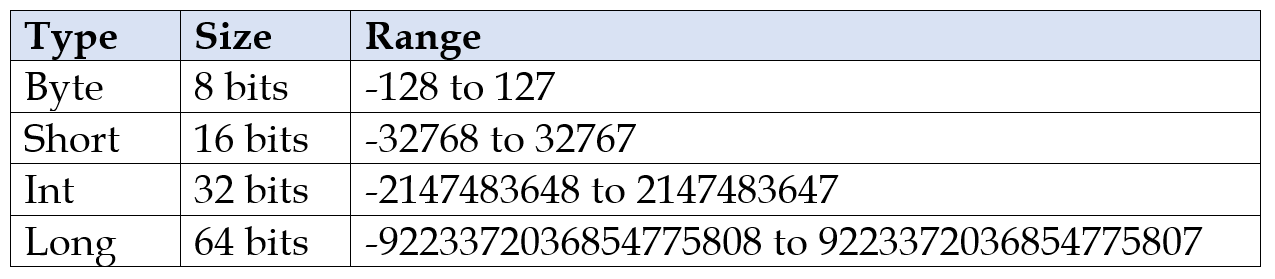 Type Size Range
Byte 8 bits -128 to 127
Short 16 bits -32768 to 32767
Int 32 bits -2147483648 to 2147483647
Long 64 bits -9223372036854775808 to 9223372036854775807